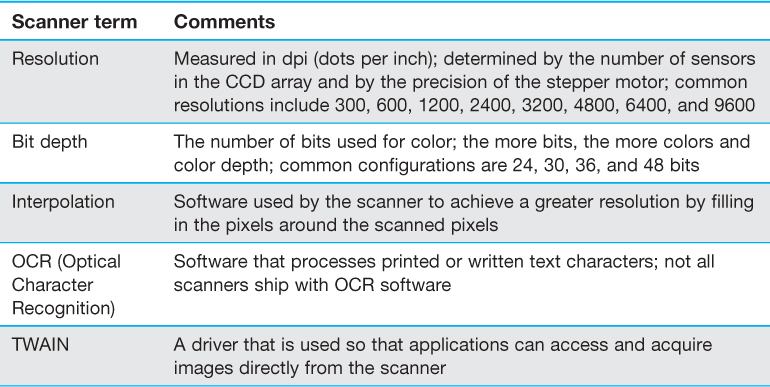 Scanner term Comments
Resolution Measured in dpi (dots per inch); determined by the number of sensors
in the CCD array and by the precision of the stepper motor; common
resolutions include 300, 600, 1200, 2400, 3200, 4800, 6400, and 9600
Bit depth The number of bits used for color; the more bits, the more colors and
color depth; common configurations are 24, 30, 36, and 48 bits
Interpolation Software used by the scanner to achieve a greater resolution by filling
in the pixels around the scanned pixels
OCR (Optical Software that processes printed or written text characters; not all
Character scanners ship with OCR software
Recognition)
TWAIN A driver that is used so that applications can access and acquire
images directly from the scanner